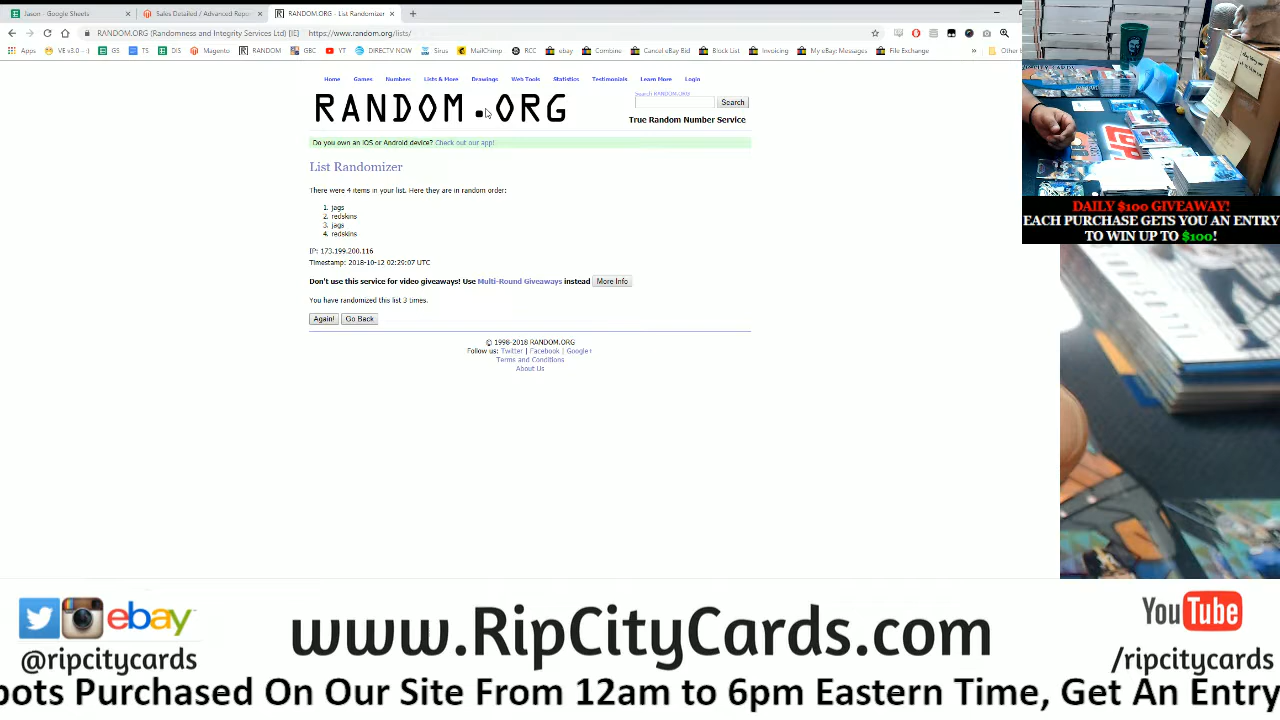 Jason - Google Sheets
Sales Detailed / Advanced Repo
RANDOM.ORG - List Randomizer
RANDOM.ORG (Randomness and Integrity Services Ltd) [IE]
https://www.random.org/lists/
Apps VE v3.0 ---> GS TS DIS Magento RANDOM GBC YT DIRECTV NOW MailChimp RCC ebay Combine Cancel eBay Bid Block List Invoicing My eBay: Messages File Exchange » Other b
Home Games Numbers Lists & More Drawings Web Tools Statistics Testimonials Learn More Login
RANDOM.ORG
Search RANDOM.ORG
Search
True Random Number Service
Do you own an iOS or Android device? Check out our app!
List Randomizer
There were 4 items in your list. Here they are in random order:
1. jags
2. redskins
3. jags
4. redskins
IP: 173.199.200.116
Timestamp: 2018-10-12 02:29:07 UTC
Don't use this service for video giveaways! Use Multi-Round Giveaways instead More Info
You have randomized this list 3 times.
Again! Go Back
© 1998-2018 RANDOM.ORG
Follow us: Twitter | Facebook | Google+
Terms and Conditions
About Us
DAILY $100 GIVEAWAY!
EACH PURCHASE GETS YOU AN ENTRY
TO WIN UP TO $100!
ebay
@ripcitycards
www.RipCityCards.com
YouTube
/ripcitycards
pots Purchased On Our Site From 12am to 6pm Eastern Time, Get An Entry